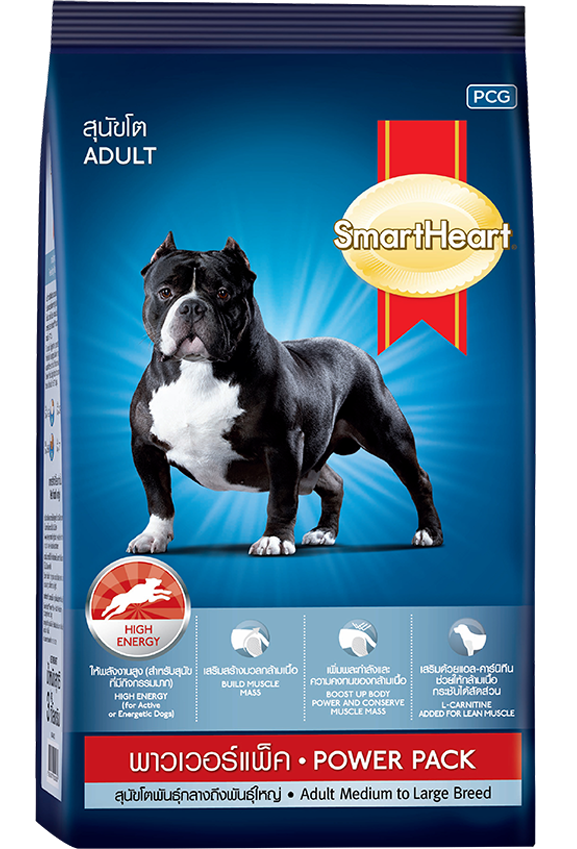 PCG
สุนัขโต
ADULT
SmartHeart
HIGH
ENERGY
ให้พลังงานสูง (สำหรับสุนัข
ที่มีกิจกรรมมาก)
HIGH ENERGY
(for Active
or Energetic Dogs)
เสริมสร้างมวลกล้ามเนื้อ
BUILD MUSCLE
MASS
เพิ่มพละกำลังและ
ความคงทนของกล้ามเนื้อ
BOOST UP BODY
POWER AND CONSERVE
MUSCLE MASS
เสริมด้วยแอล-คาร์นิทีน
ช่วยให้กล้ามเนื้อ
กระชับได้สัดส่วน
L-CARNITINE
ADDED FOR LEAN MUSCLE
พาวเวอร์แพ็ค • POWER PACK
สุนัขโตพันธุ์กลางถึงพันธุ์ใหญ่ • Adult Medium to Large Breed